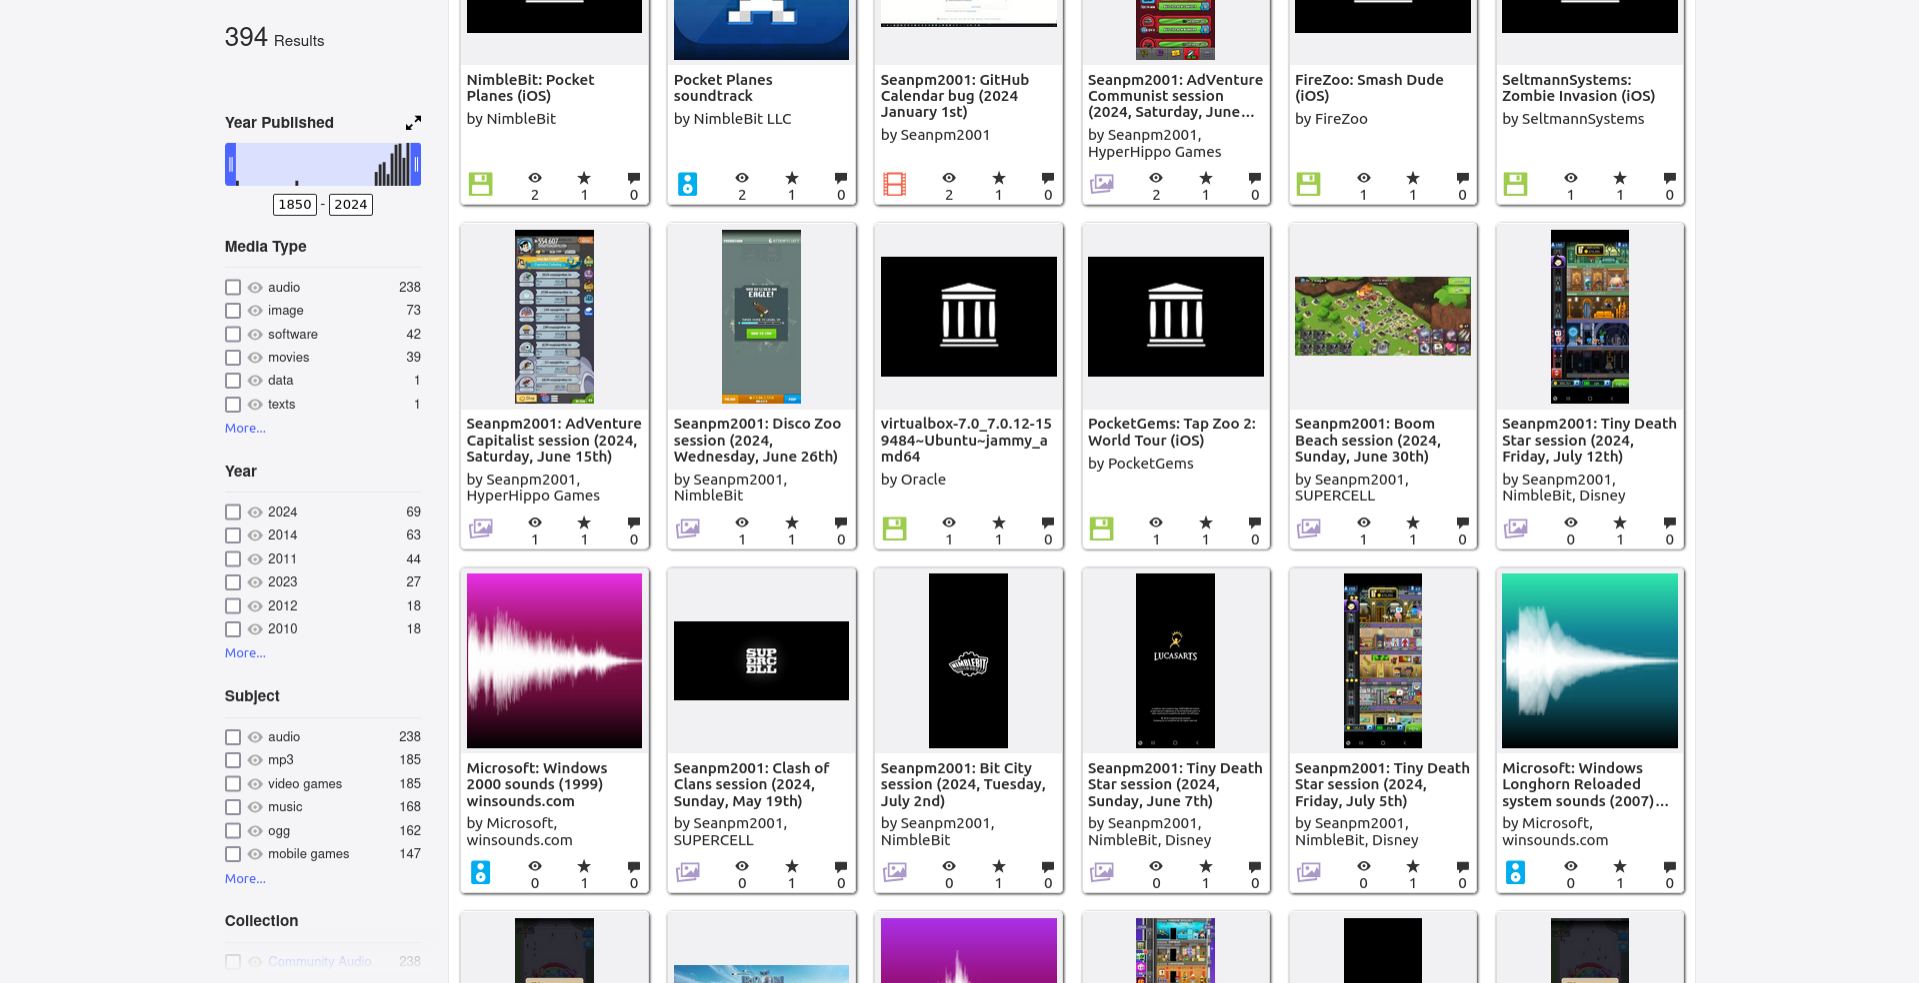 394 Results
Year Published
1850 - 2024
Media Type
audio 238
image 73
software 42
movies 39
data 1
texts 1
More...
Year
2024 69
2014 63
2011 44
2023 27
2012 18
2010 18
More...
Subject
audio 238
mp3 185
video games 185
music 168
ogg 162
mobile games 147
More...
Collection
Community Audio 238
NimbleBit: Pocket
Planes (iOS)
by NimbleBit
2 1 0
Pocket Planes
soundtrack
by NimbleBit LLC
2 1 0
Seanpm2001: GitHub
Calendar bug (2024
January 1st)
by Seanpm2001
2 1 0
Seanpm2001: AdVenture
Communist session
(2024, Saturday, June...
by Seanpm2001,
HyperHippo Games
2 1 0
FireZoo: Smash Dude
(iOS)
by FireZoo
1 1 0
SeltmannSystems:
Zombie Invasion (iOS)
by SeltmannSystems
1 1 0
Seanpm2001: AdVenture
Capitalist session (2024,
Saturday, June 15th)
by Seanpm2001,
HyperHippo Games
1 1 0
EAGLE!
Seanpm2001: Disco Zoo
session (2024,
Wednesday, June 26th)
by Seanpm2001,
NimbleBit
1 1 0
virtualbox-7.0_7.0.12-15
9484~Ubuntu~jammy_a
md64
by Oracle
1 1 0
PocketGems: Tap Zoo 2:
World Tour (iOS)
by PocketGems
1 1 0
Seanpm2001: Boom
Beach session (2024,
Sunday, June 30th)
by Seanpm2001,
SUPERCELL
1 1 0
Seanpm2001: Tiny Death
Star session (2024,
Friday, July 12th)
by Seanpm2001,
NimbleBit, Disney
0 1 0
Microsoft: Windows
2000 sounds (1999)
winsounds.com
by Microsoft,
winsounds.com
0 1 0
SUP
ERC
ELL
Seanpm2001: Clash of
Clans session (2024,
Sunday, May 19th)
by Seanpm2001,
SUPERCELL
0 1 0
NIMBLEBIT
Seanpm2001: Bit City
session (2024, Tuesday,
July 2nd)
by Seanpm2001,
NimbleBit
0 1 0
LUCASARTS
Seanpm2001: Tiny Death
Star session (2024,
Sunday, June 7th)
by Seanpm2001,
NimbleBit, Disney
0 1 0
Seanpm2001: Tiny Death
Star session (2024,
Friday, July 5th)
by Seanpm2001,
NimbleBit, Disney
0 1 0
Microsoft: Windows
Longhorn Reloaded
system sounds (2007)...
by Microsoft,
winsounds.com
0 1 0